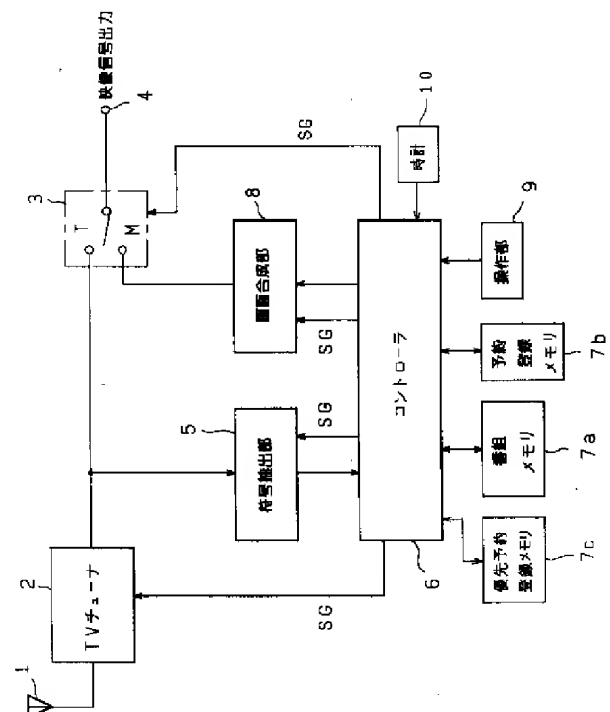 1
2
TVチューナ
3
T
M
4
映像信号出力
5
符号抽出部
SG
SG
SG
SG
8
画面合成部
6
コントローラ
10
時計
9
操作部
予約
登録
メモリ
7b
番組
メモリ
7a
優先予約
登録メモリ
7c